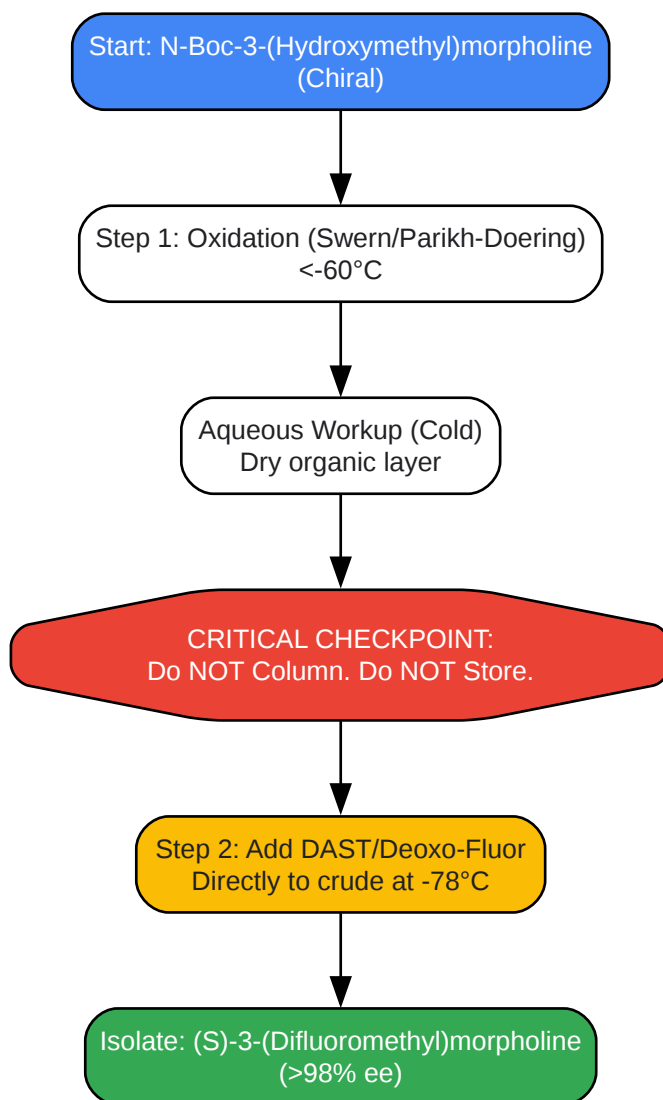 Start: N-Boc-3-(Hydroxymethyl)morpholine
(Chiral)
Step 1: Oxidation (Swern/Parikh-Doering)
<-60°C
Aqueous Workup (Cold)
Dry organic layer
CRITICAL CHECKPOINT:
Do NOT Column. Do NOT Store.
Step 2: Add DAST/Deoxo-Fluor
Directly to crude at -78°C
Isolate: (S)-3-(Difluoromethyl)morpholine
(>98% ee)